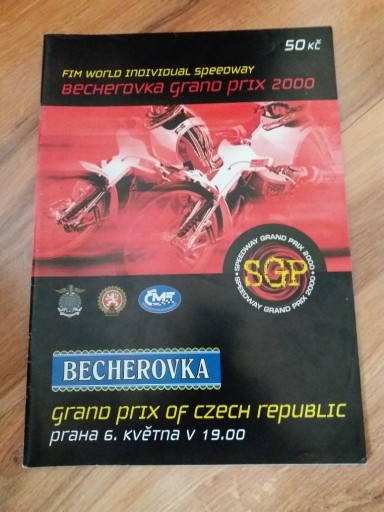 50 Kč
FIM WORLD INDIVIDUAL SPEEDWAY
BECHEROVKA GRAND PRIX 2000
SPEEDWAY GRAND PRIX 2000
SGP
SPEEDWAY GRAND PRIX 2000
BECHEROVKA
GRAND PRIX OF CZECH REPUBLIC
PRAHA 6. KVĚTNA V 19.00